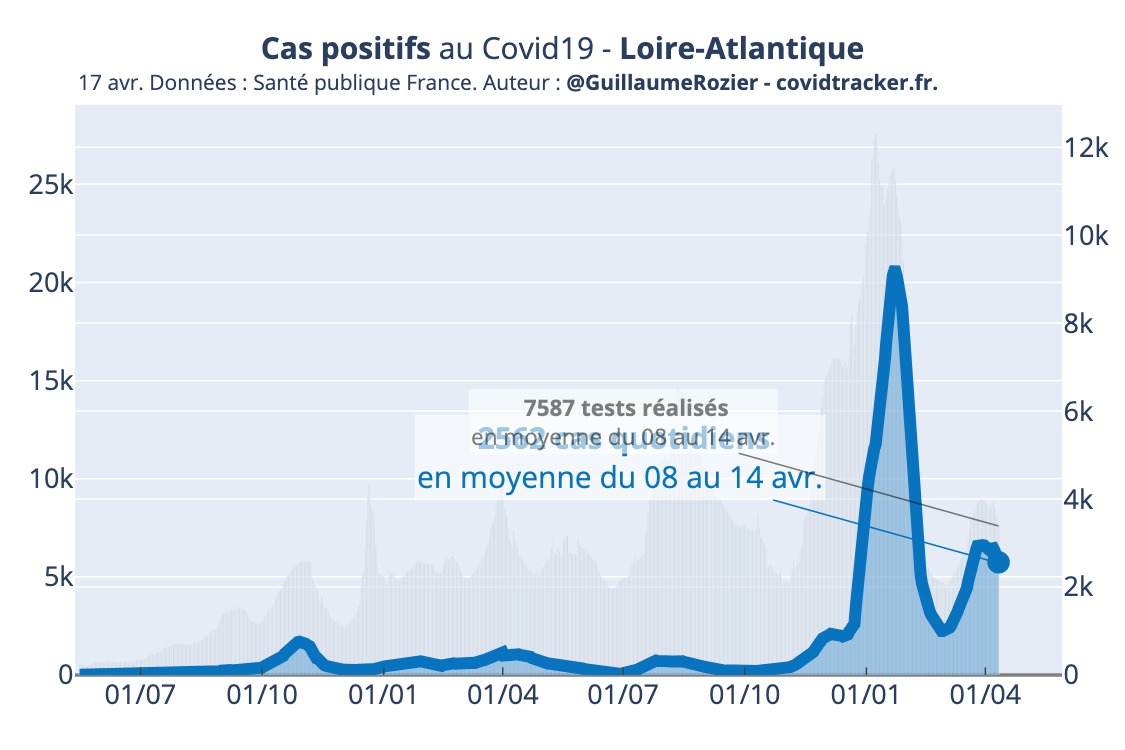 Cas positifs au Covid19 - Loire-Atlantique
17 avr. Données : Santé publique France. Auteur : @GuillaumeRozier - covidtracker.fr.
12k
25k
10k
20k
8k
15k
6k
7587 tests réalisés
en moyenne du 08 au 14 avr.
2562 cas quotidiens
en moyenne du 08 au 14 avr.
10k
4k
5k
2k
0
0
01/07 01/10 01/01 01/04 01/07 01/10 01/01 01/04